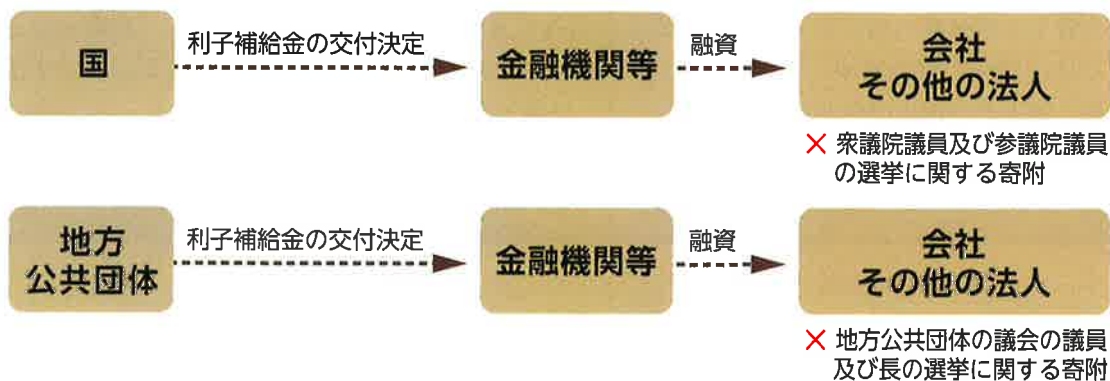 国
利子補給金の交付決定
金融機関等
融資
会社
その他の法人
× 衆議院議員及び参議院議員
の選挙に関する寄附
地方
公共団体
利子補給金の交付決定
金融機関等
融資
会社
その他の法人
× 地方公共団体の議会の議員
及び長の選挙に関する寄附